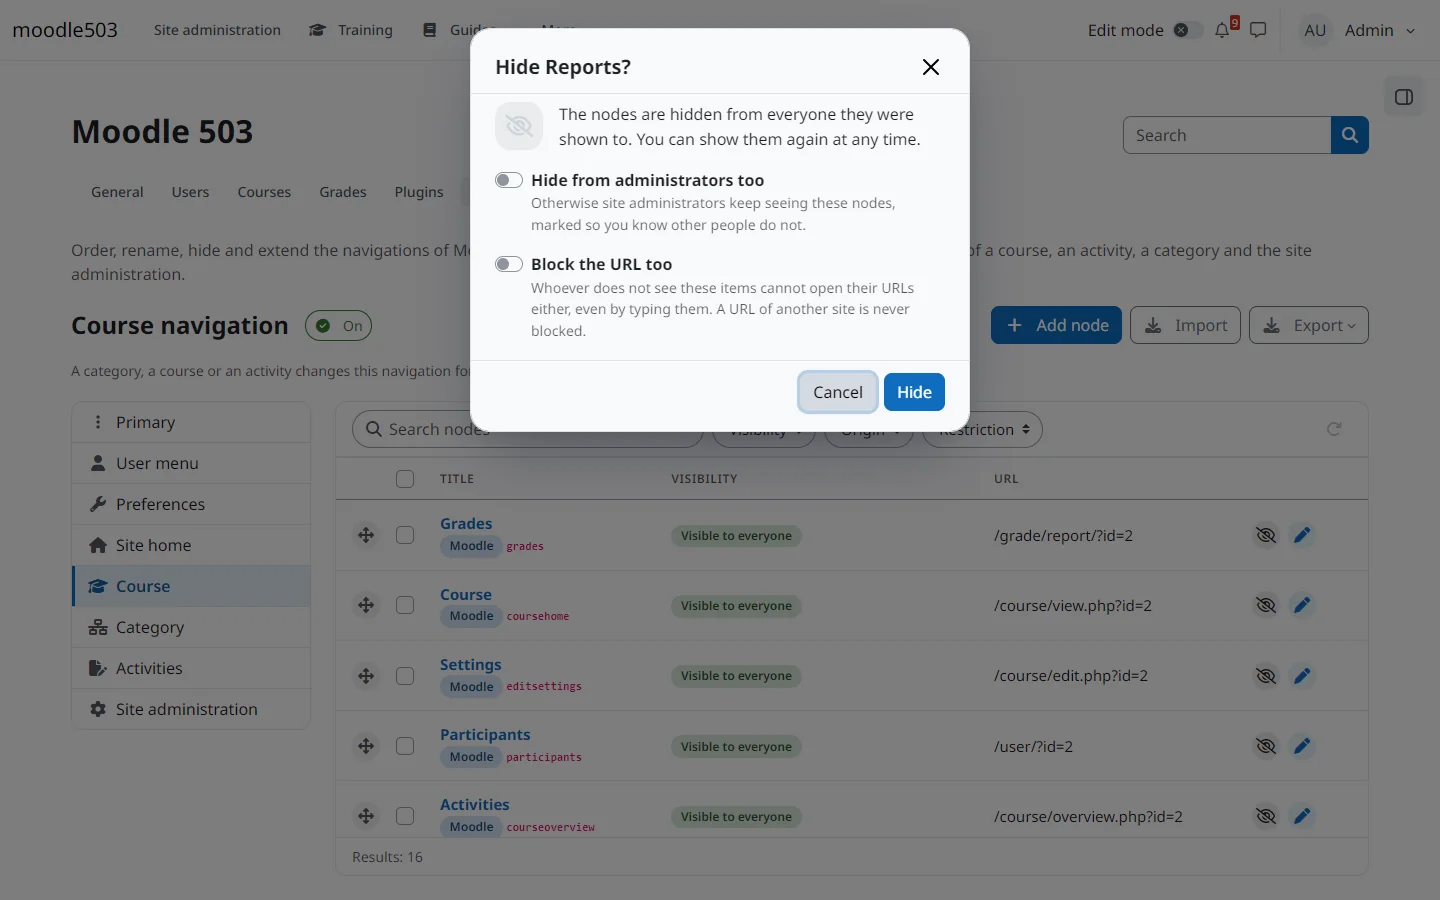 moodle503
Site administration
Training
Edit mode
9
AU
Admin
Hide Reports?
The nodes are hidden from everyone they were
shown to. You can show them again at any time.
Hide from administrators too
Otherwise site administrators keep seeing these nodes,
marked so you know other people do not.
Block the URL too
Whoever does not see these items cannot open their URLs
either, even by typing them. A URL of another site is never
blocked.
Cancel
Hide
Moodle 503
Search
General
Users
Courses
Grades
Plugins
Order, rename, hide and extend the navigations of
of a course, an activity, a category and the site
administration.
Course navigation
On
Add node
Import
Export
A category, a course or an activity changes this navigation
Primary
User menu
Preferences
Site home
Course
Category
Activities
Site administration
Search nodes
Visibility
Origin
Restriction
TITLE
VISIBILITY
URL
Grades
Moodle grades
Visible to everyone
/grade/report/?id=2
Course
Moodle coursehome
Visible to everyone
/course/view.php?id=2
Settings
Moodle editsettings
Visible to everyone
/course/edit.php?id=2
Participants
Moodle participants
Visible to everyone
/user/?id=2
Activities
Moodle courseoverview
Visible to everyone
/course/overview.php?id=2
Results: 16